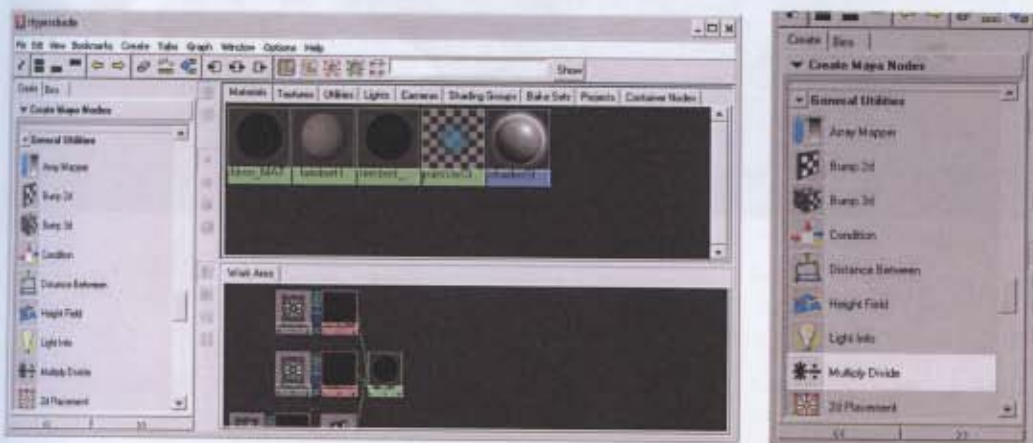 Hypershade
File Edit View Bookmarks Create Tabs Graph Window Options Help
Show
Create Bins
Materials Textures Utilities Lights Cameras Shading Groups Bake Sets Projects Container Nodes
Create Maya Nodes
General Utilities
Array Mapper
Bump 2d
Bump 3d
Condition
Distance Between
Height Field
Light Info
Multiply Divide
2d Placement
<< >>
lambert1
Work Area
Create Bins
Create Maya Nodes
General Utilities
Array Mapper
Bump 2d
Bump 3d
Condition
Distance Between
Height Field
Light Info
Multiply Divide
2d Placement
<< >>